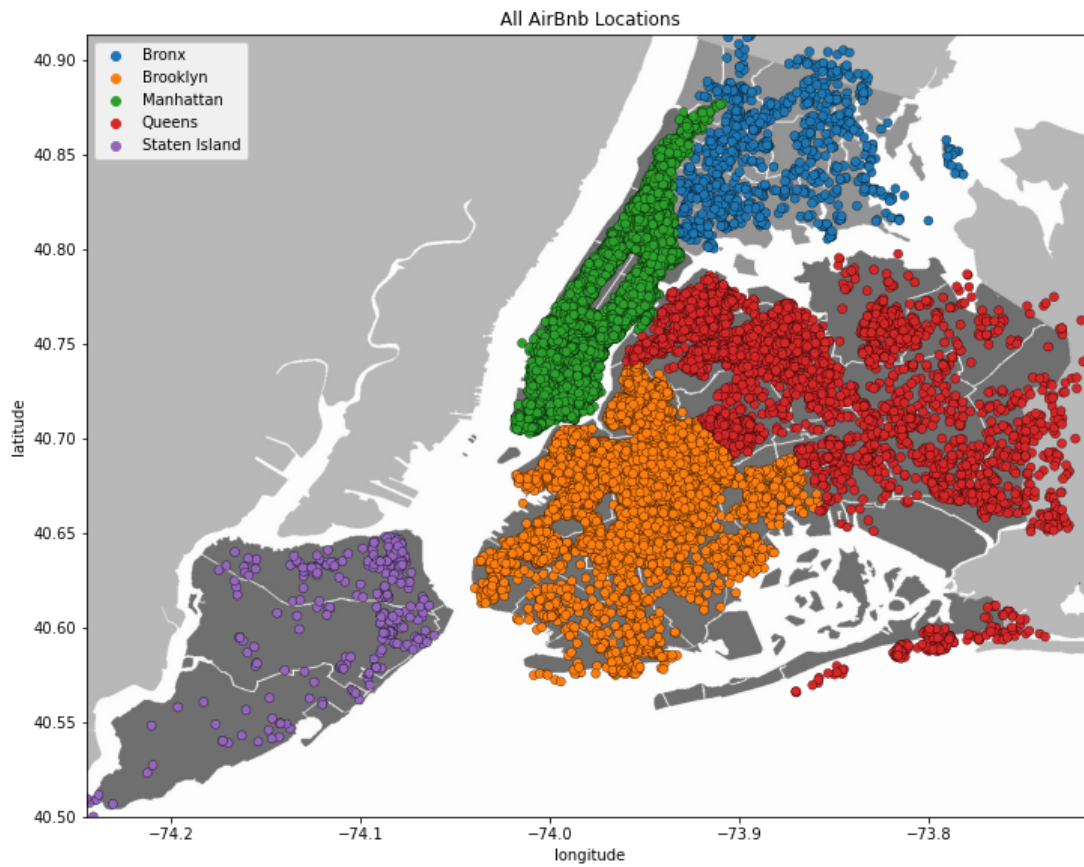 All AirBnb Locations
Bronx
Brooklyn
Manhattan
Queens
Staten Island
40.90
40.85
40.80
40.75
40.70
40.65
40.60
40.55
40.50
latitude
−74.2
−74.1
−74.0
−73.9
−73.8
longitude